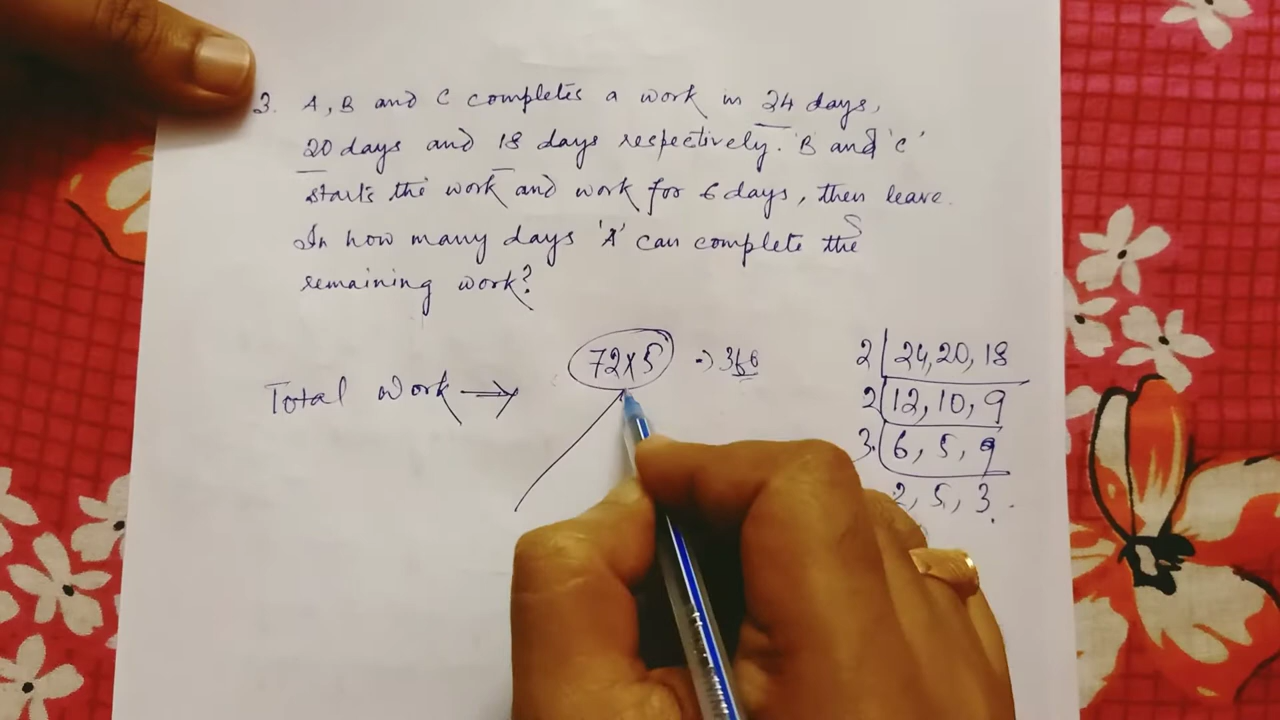 3. A, B and C completes a work in 24 days,
20 days and 18 days respectively. 'B and 'C'
starts the work and work for 6 days, then leave.
In how many days 'A' can complete the
remaining work?
Total Work → 72x5 => 360
2 | 24, 20, 18
2 | 12, 10, 9
3 | 6, 5, 9
2, 5, 3.